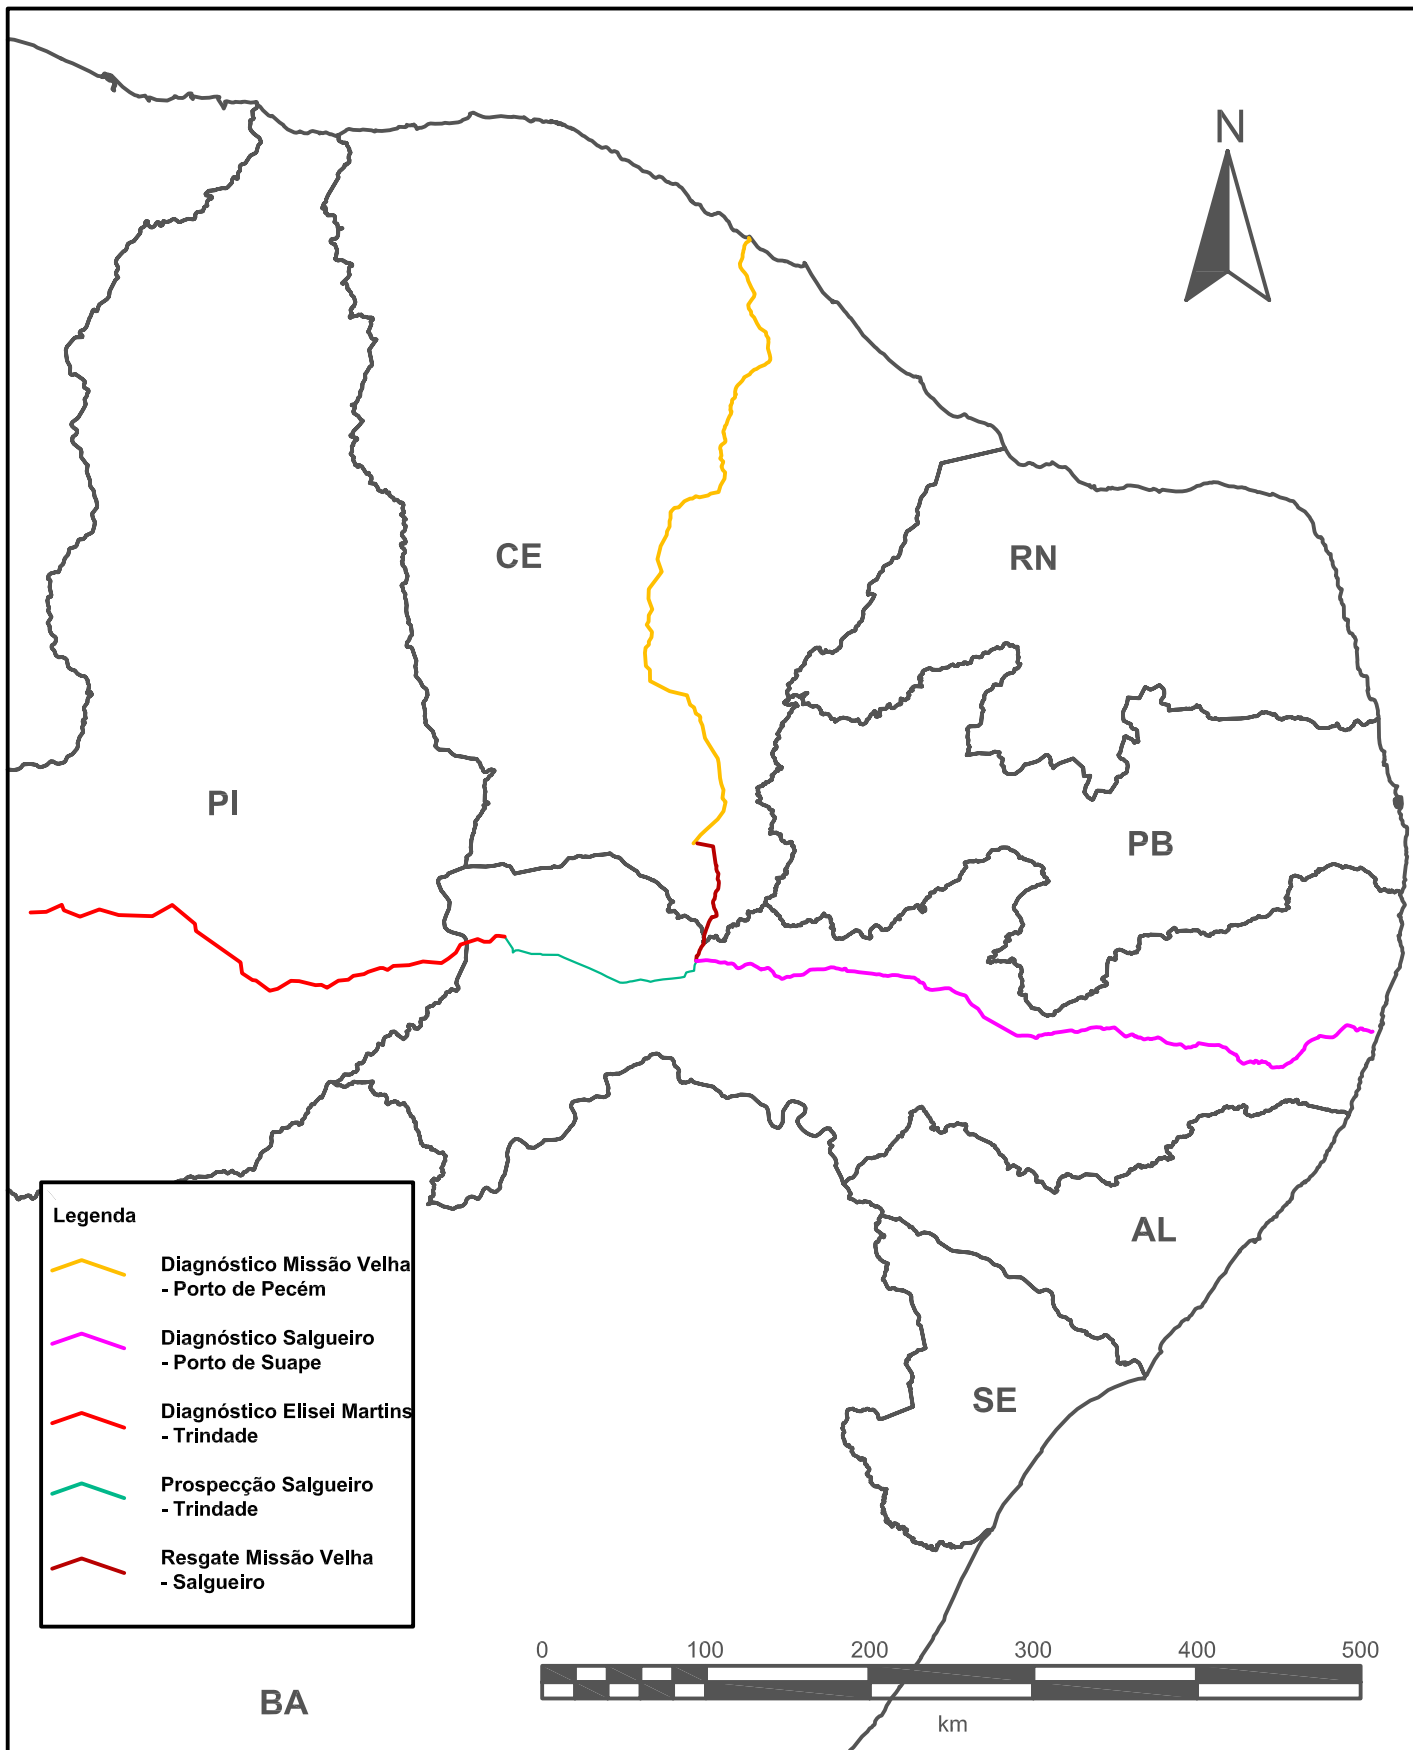 N
CE
RN
PI
PB
AL
SE
BA
Legenda
Diagnóstico Missão Velha
- Porto de Pecém
Diagnóstico Salgueiro
- Porto de Suape
Diagnóstico Elisei Martins
- Trindade
Prospecção Salgueiro
- Trindade
Resgate Missão Velha
- Salgueiro
0 100 200 300 400 500
km